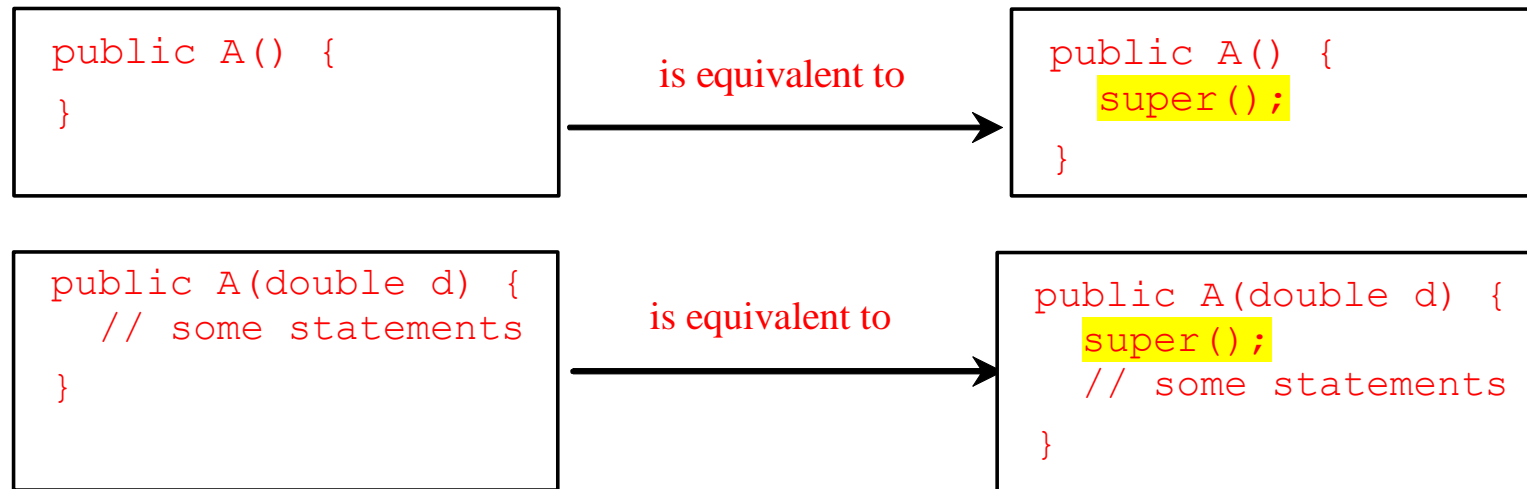 public A() {
}
is equivalent to
public A() {
super();
}
public A(double d) {
// some statements
}
is equivalent to
public A(double d) {
super();
// some statements
}